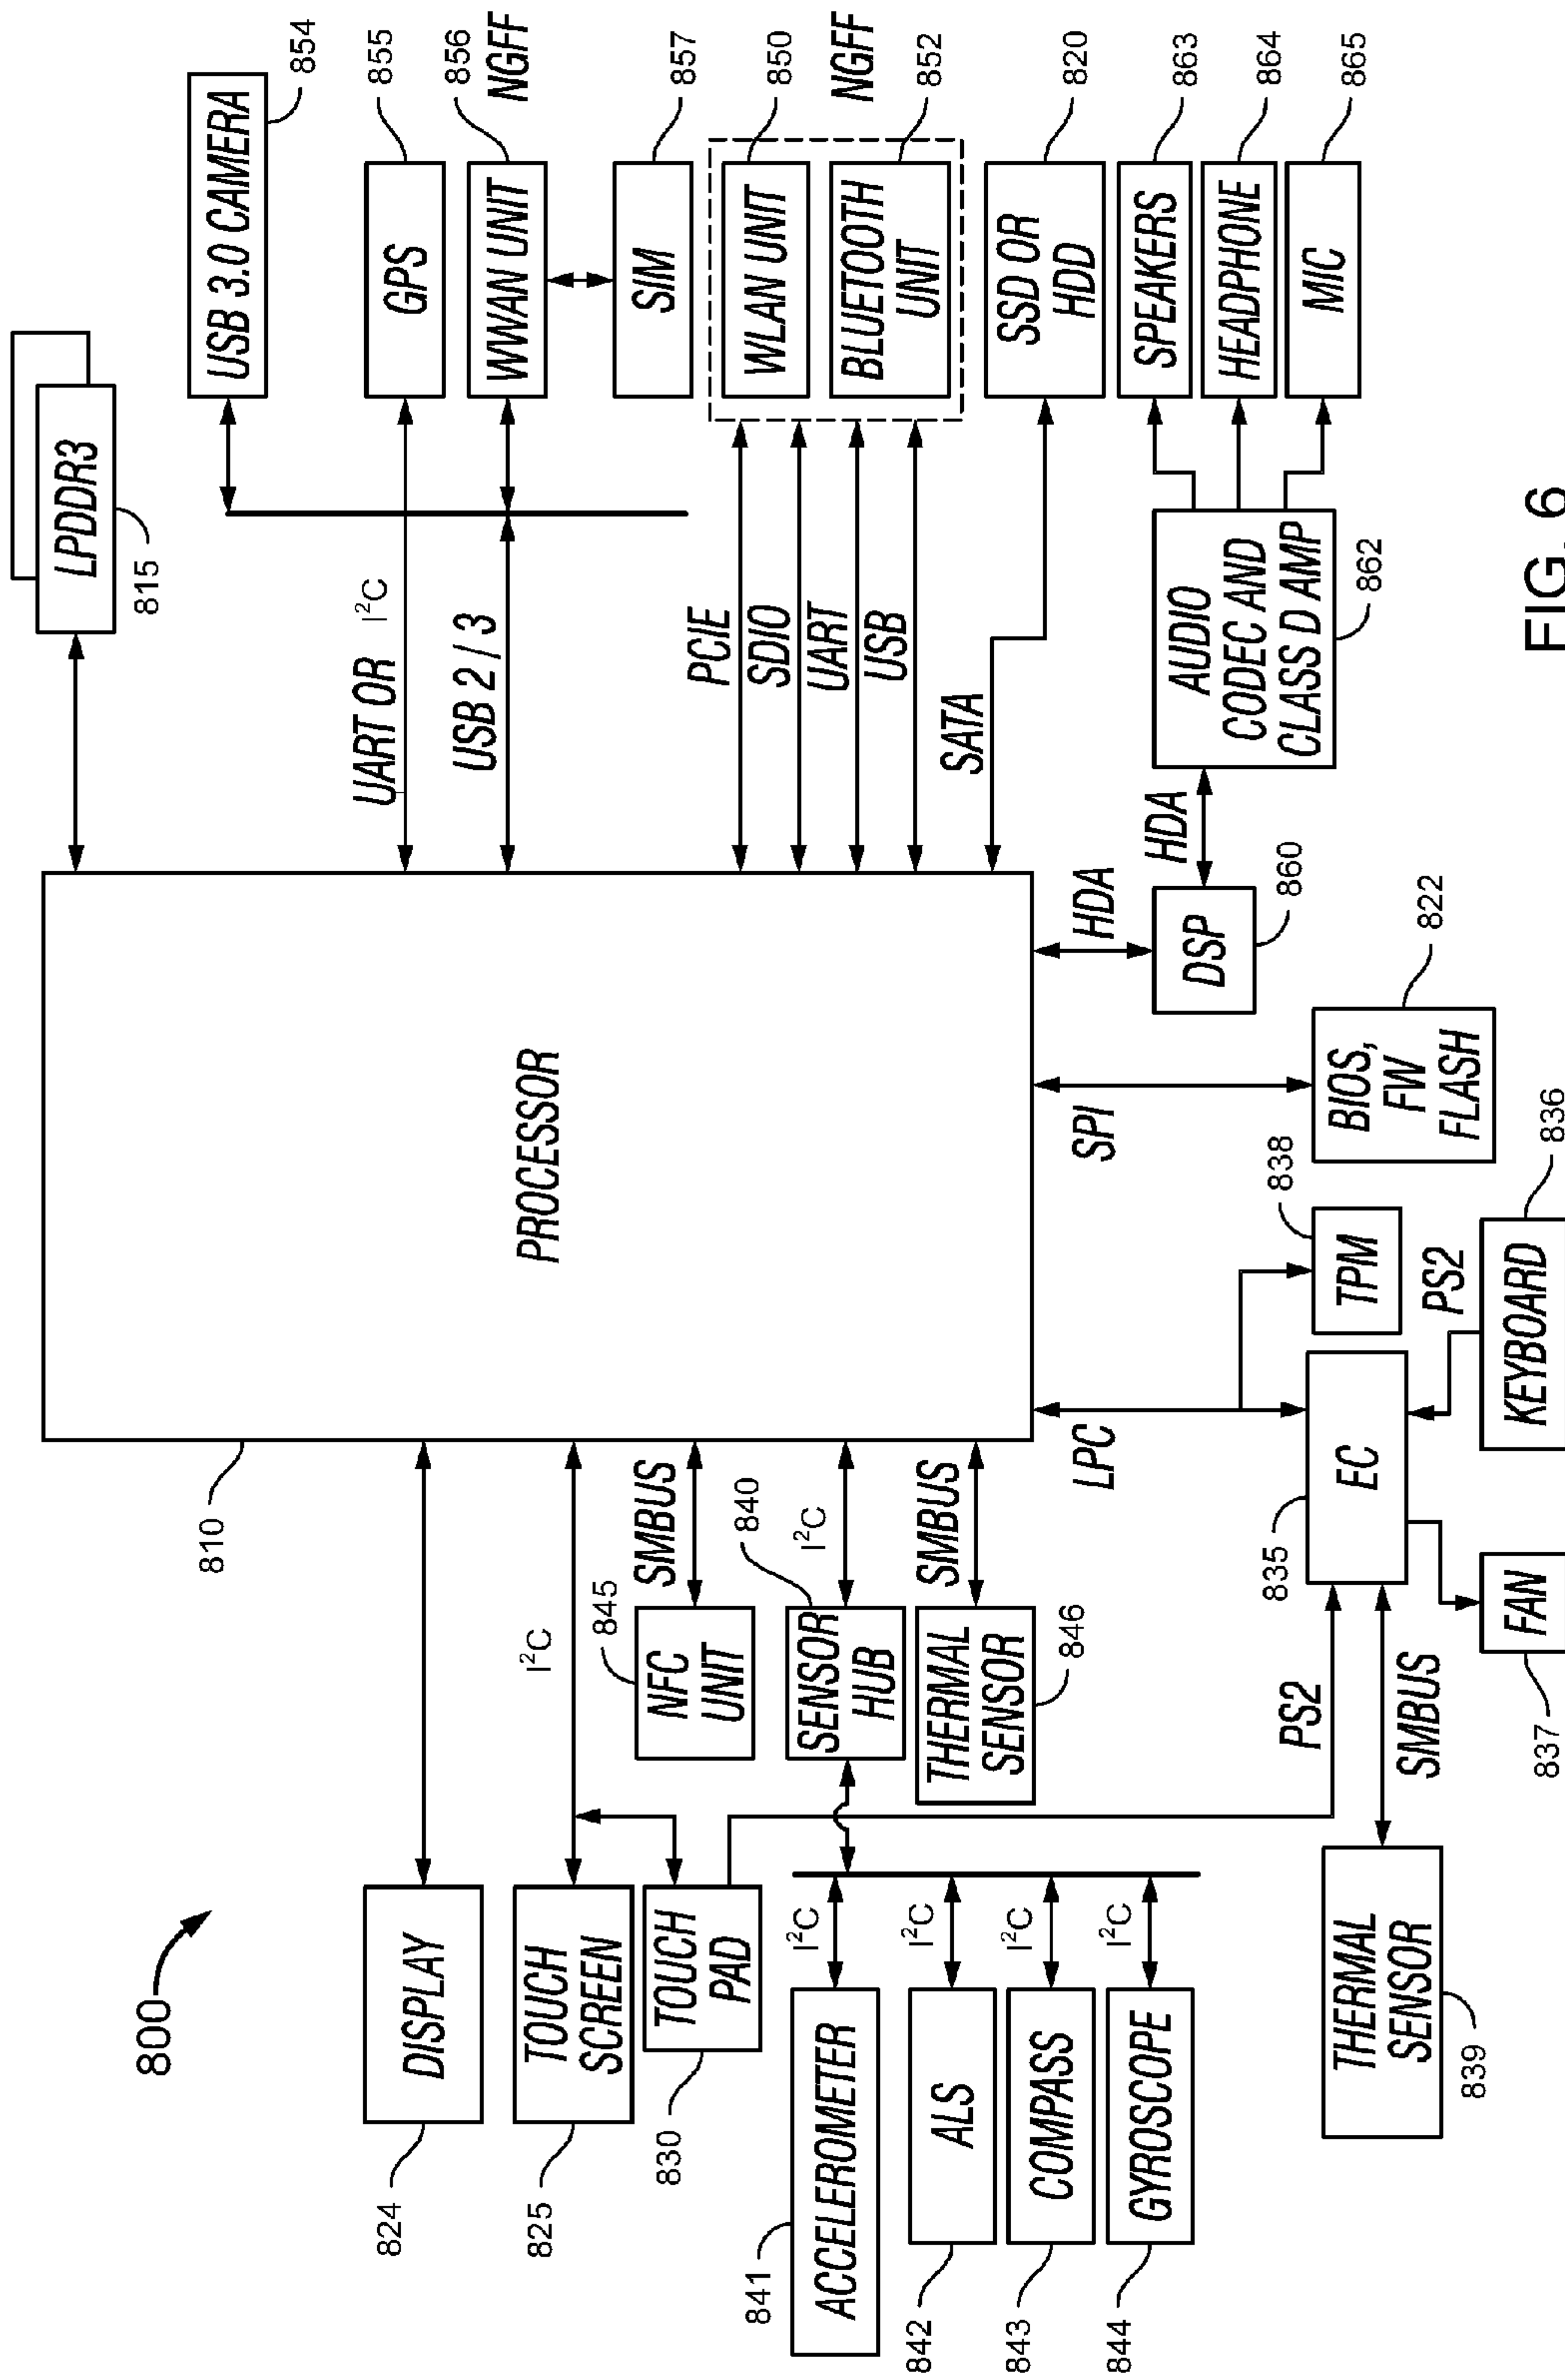 800
LPDDR3
815
USB 3.0 CAMERA
854
GPS
855
UART OR I²C
WWAN UNIT
856
NGFF
USB 2 / 3
SIM
857
WLAN UNIT
850
BLUETOOTH
UNIT
852
NGFF
PCIE
SDIO
UART
USB
SSD OR
HDD
820
SATA
SPEAKERS
863
HEADPHONE
864
MIC
865
AUDIO
CODEC AND
CLASS D AMP
862
HDA
DSP
860
HDA
PROCESSOR
810
BIOS,
FW
FLASH
822
SPI
TPM
838
LPC
EC
835
KEYBOARD
836
PS2
FAN
837
PS2
SMBUS
THERMAL
SENSOR
839
DISPLAY
824
TOUCH
SCREEN
825
I²C
TOUCH
PAD
830
NFC
UNIT
845
SMBUS
SENSOR
HUB
840
I²C
THERMAL
SENSOR
846
SMBUS
ACCELEROMETER
841
I²C
ALS
842
I²C
COMPASS
843
I²C
GYROSCOPE
844
I²C
FIG. 6